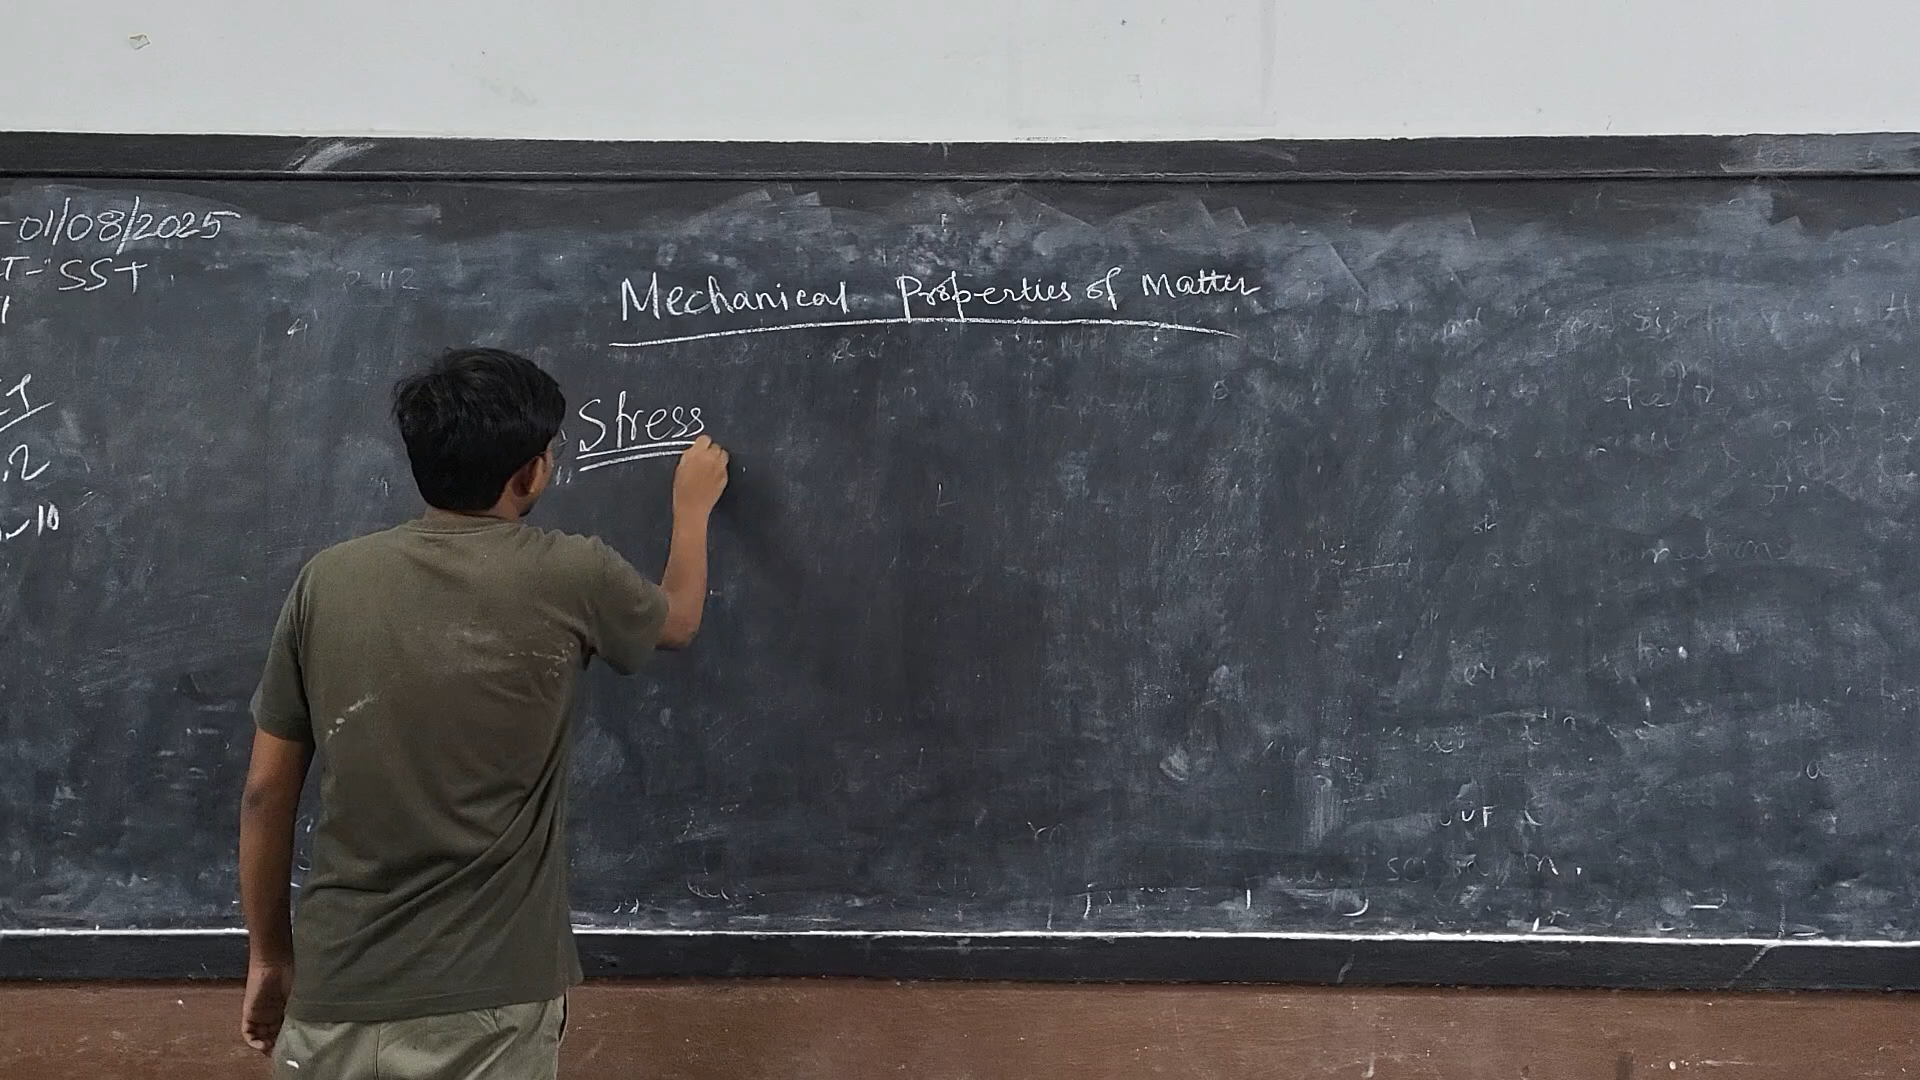 -01/08/2025
T-SST
Mechanical Properties of Matter
Stress
.2
-10